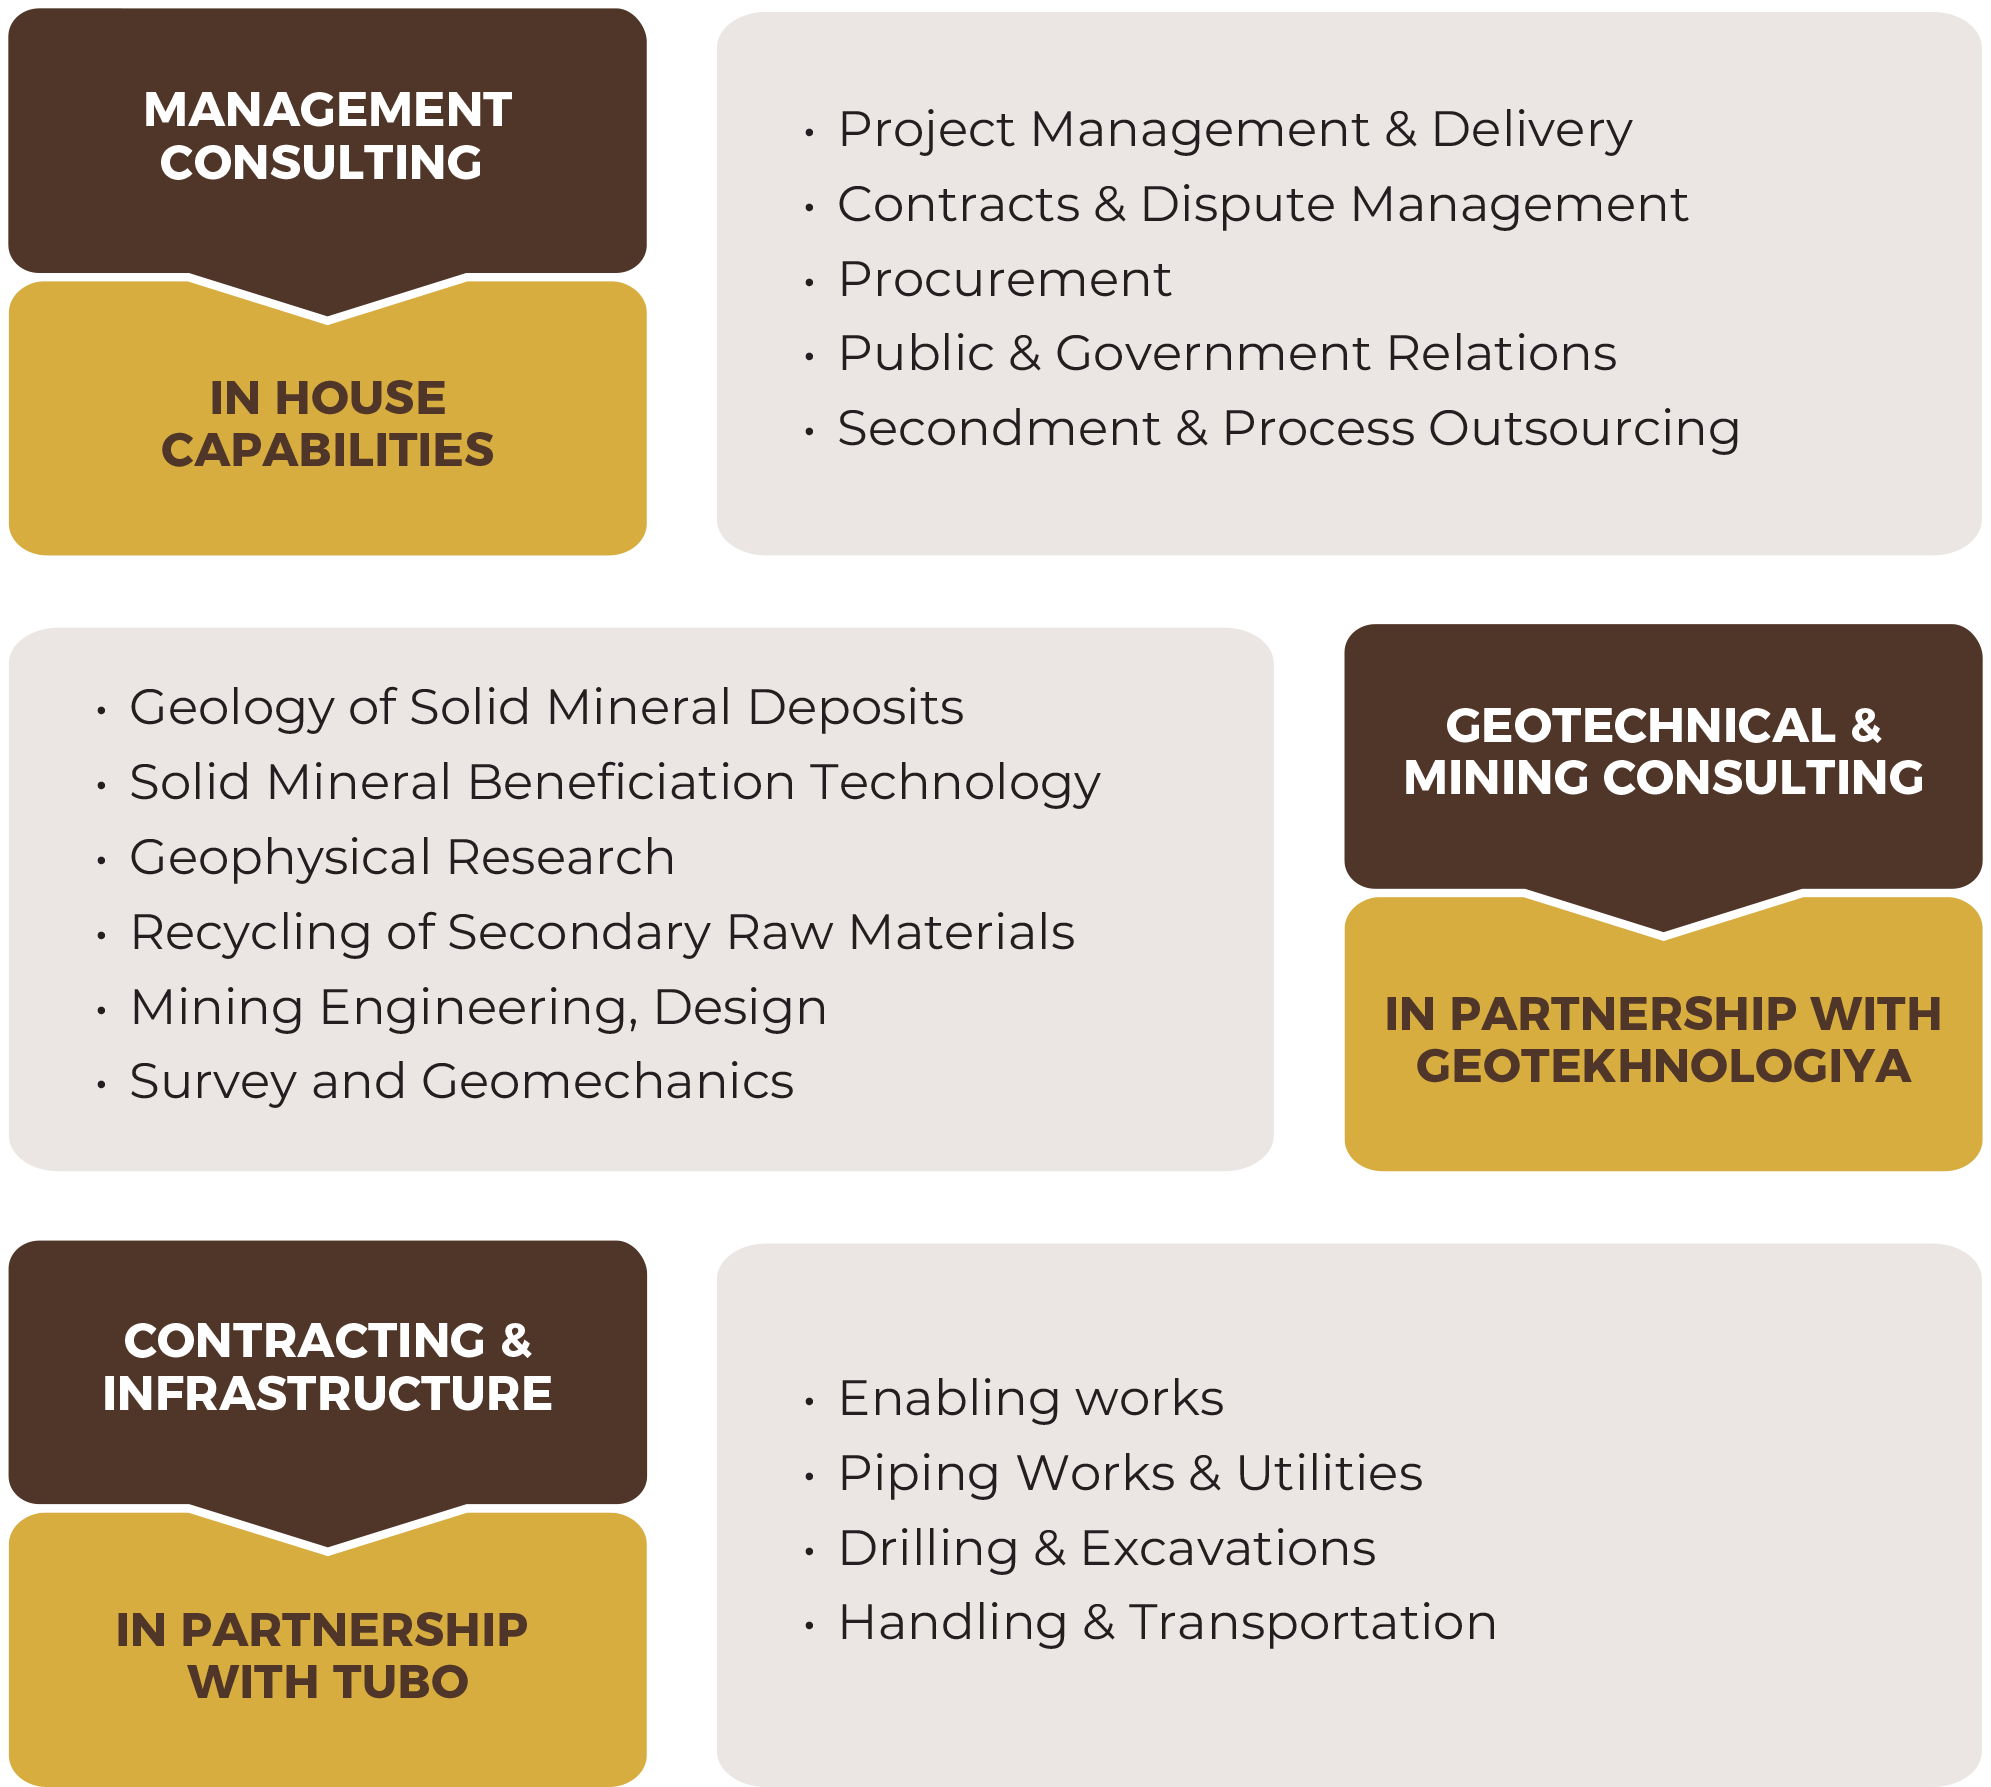 MANAGEMENT
CONSULTING
IN HOUSE
CAPABILITIES
• Project Management & Delivery
• Contracts & Dispute Management
• Procurement
• Public & Government Relations
• Secondment & Process Outsourcing
• Geology of Solid Mineral Deposits
• Solid Mineral Beneficiation Technology
• Geophysical Research
• Recycling of Secondary Raw Materials
• Mining Engineering, Design
• Survey and Geomechanics
GEOTECHNICAL &
MINING CONSULTING
IN PARTNERSHIP WITH
GEOTEKHNOLOGIYA
CONTRACTING &
INFRASTRUCTURE
IN PARTNERSHIP
WITH TUBO
• Enabling works
• Piping Works & Utilities
• Drilling & Excavations
• Handling & Transportation